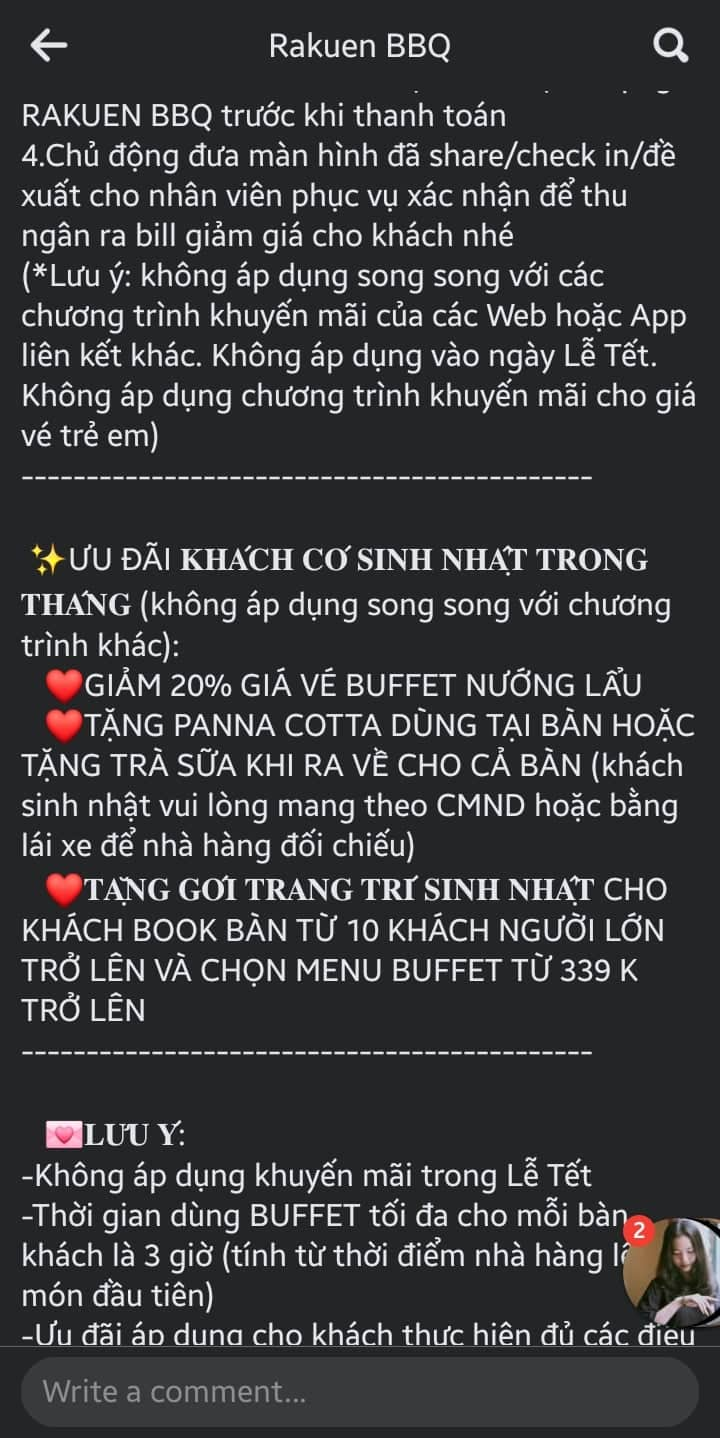 Rakuen BBQ
RAKUEN BBQ trước khi thanh toán
4.Chủ động đưa màn hình đã share/check in/đề
xuất cho nhân viên phục vụ xác nhận để thu
ngân ra bill giảm giá cho khách nhé
(*Lưu ý: không áp dụng song song với các
chương trình khuyến mãi của các Web hoặc App
liên kết khác. Không áp dụng vào ngày Lễ Tết.
Không áp dụng chương trình khuyến mãi cho giá
vé trẻ em)
--------------------------------------------
✨ƯU ĐÃI 𝐊𝐇𝐀́𝐂𝐇 𝐂𝐎́ 𝐒𝐈𝐍𝐇 𝐍𝐇𝐀̣̂𝐓 𝐓𝐑𝐎𝐍𝐆
𝐓𝐇𝐀́𝐍𝐆 (không áp dụng song song với chương
trình khác):
❤️GIẢM 20% GIÁ VÉ BUFFET NƯỚNG LẨU
❤️TẶNG PANNA COTTA DÙNG TẠI BÀN HOẶC
TẶNG TRÀ SỮA KHI RA VỀ CHO CẢ BÀN (khách
sinh nhật vui lòng mang theo CMND hoặc bằng
lái xe để nhà hàng đối chiếu)
❤️𝐓𝐀̣̆𝐍𝐆 𝐆𝐎́𝐈 𝐓𝐑𝐀𝐍𝐆 𝐓𝐑𝐈́ 𝐒𝐈𝐍𝐇 𝐍𝐇𝐀̣̂𝐓 CHO
KHÁCH BOOK BÀN TỪ 10 KHÁCH NGƯỜI LỚN
TRỞ LÊN VÀ CHỌN MENU BUFFET TỪ 339 K
TRỞ LÊN
--------------------------------------------
💌𝐋𝐔̛𝐔 𝐘́:
-Không áp dụng khuyến mãi trong Lễ Tết
-Thời gian dùng BUFFET tối đa cho mỗi bàn
2
khách là 3 giờ (tính từ thời điểm nhà hàng
món đầu tiên)
-Ưu đãi áp dụng cho khách thực hiện đủ các điều
Write a comment...